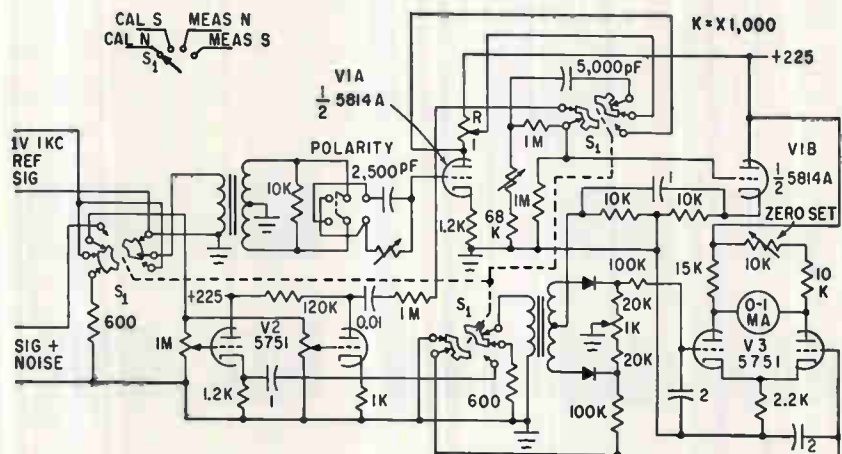 CAL S
MEAS N
CAL N
MEAS S
S1
K = X 1,000
V1A
1/2 5814A
+225
5,000 pF
R
1
1M
S1
1V 1KC
REF
SIG
POLARITY
2,500 pF
10K
1.2K
68
K
1M
1
10K
10K
V1B
1/2 5814A
ZERO SET
10K
15K
10
K
0-1
MA
S1
600
+225
120K
0.01
1M
S1
100K
20K
1K
20K
SIG +
NOISE
1M
V2
5751
1.2K
1
1K
600
100K
2
V3
5751
2.2K
2